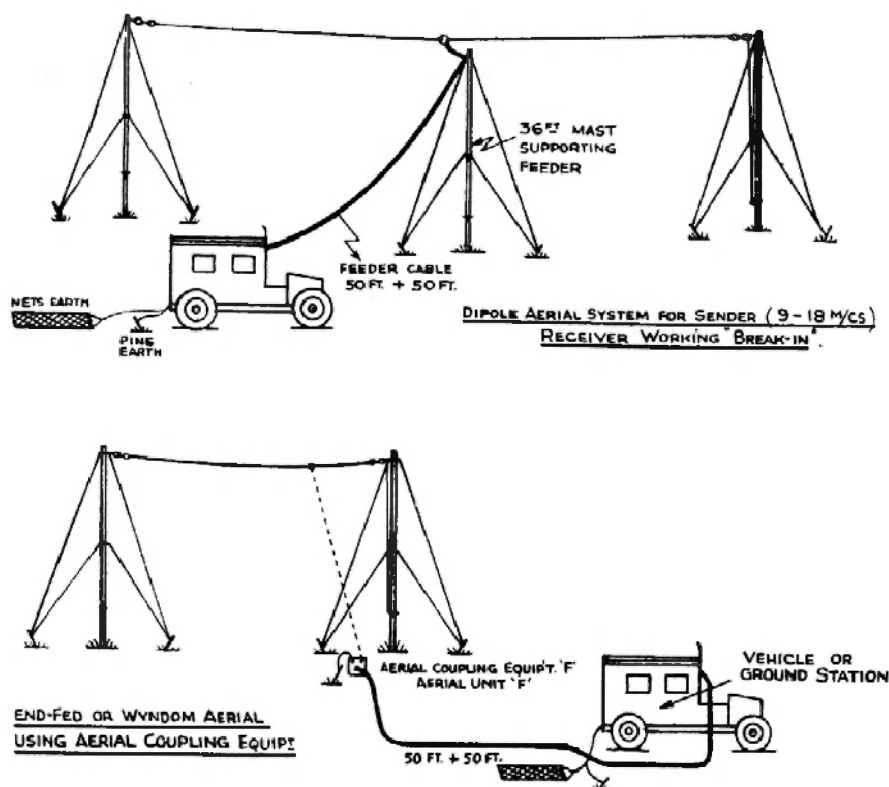 36FT MAST
SUPPORTING
FEEDER
FEEDER CABLE
50 FT. + 50 FT.
NETS EARTH
PINE
EARTH
DIPOLE AERIAL SYSTEM FOR SENDER (9-18 M/CS)
RECEIVER WORKING "BREAK-IN".
AERIAL COUPLING EQUIPT. 'F'
AERIAL UNIT 'F'
VEHICLE OR
GROUND STATION
END-FED OR WYNDOM AERIAL
USING AERIAL COUPLING EQUIPT
50 FT. + 50 FT.